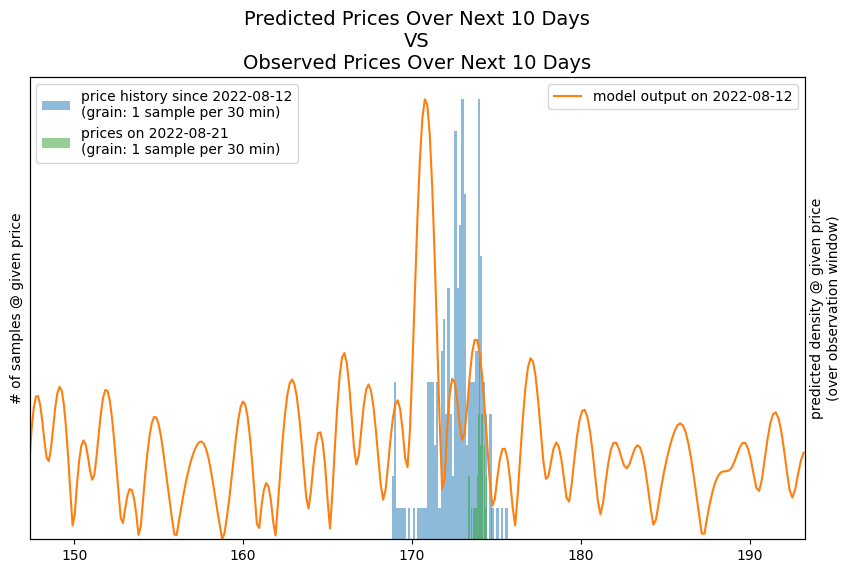 Predicted Prices Over Next 10 Days
VS
Observed Prices Over Next 10 Days
price history since 2022-08-12
(grain: 1 sample per 30 min)
prices on 2022-08-21
(grain: 1 sample per 30 min)
model output on 2022-08-12
# of samples @ given price
predicted density @ given price
(over observation window)
150
160
170
180
190